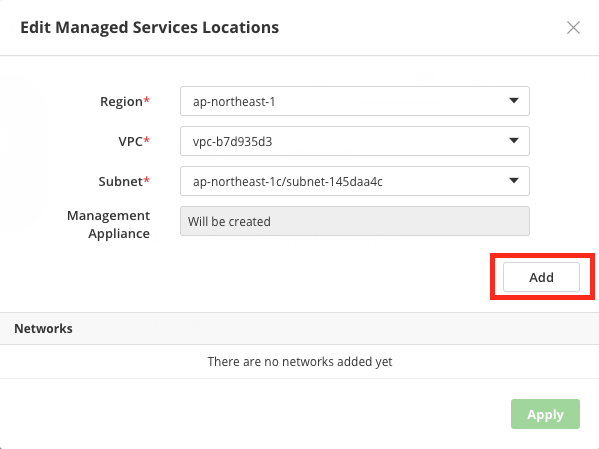 Edit Managed Services Locations
Region* ap-northeast-1
VPC* vpc-b7d935d3
Subnet* ap-northeast-1c/subnet-145daa4c
Management
Appliance
Will be created
Add
Networks
There are no networks added yet
Apply